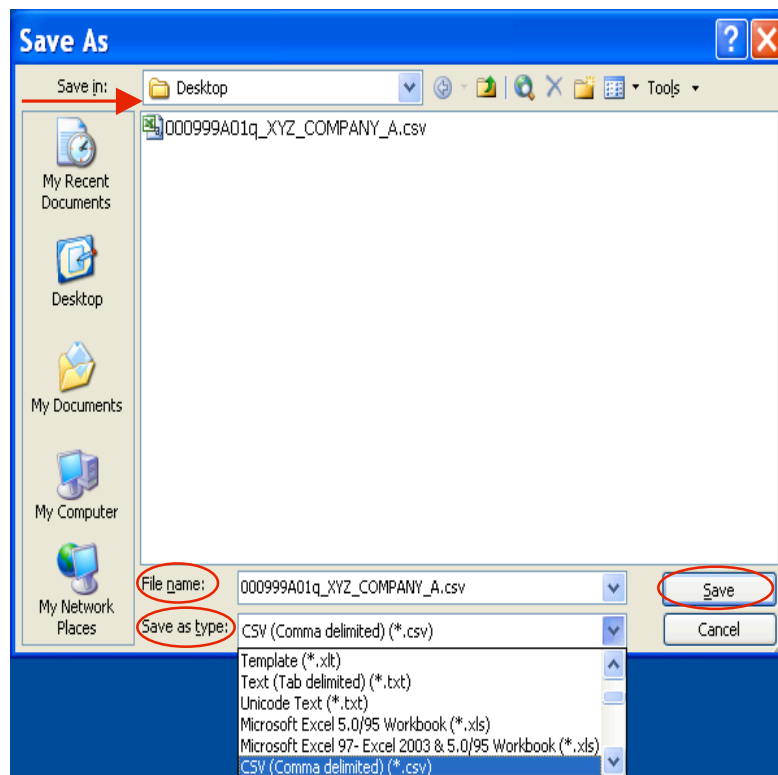 Save As
Save in:
Desktop
Tools
000999A01q_XYZ_COMPANY_A.csv
My Recent
Documents
Desktop
My Documents
My Computer
My Network
Places
File name:
000999A01q_XYZ_COMPANY_A.csv
Save
Save as type:
CSV (Comma delimited) (*.csv)
Cancel
Template (*.xlt)
Text (Tab delimited) (*.txt)
Unicode Text (*.txt)
Microsoft Excel 5.0/95 Workbook (*.xls)
Microsoft Excel 97- Excel 2003 & 5.0/95 Workbook (*.xls)
CSV (Comma delimited) (*.csv)